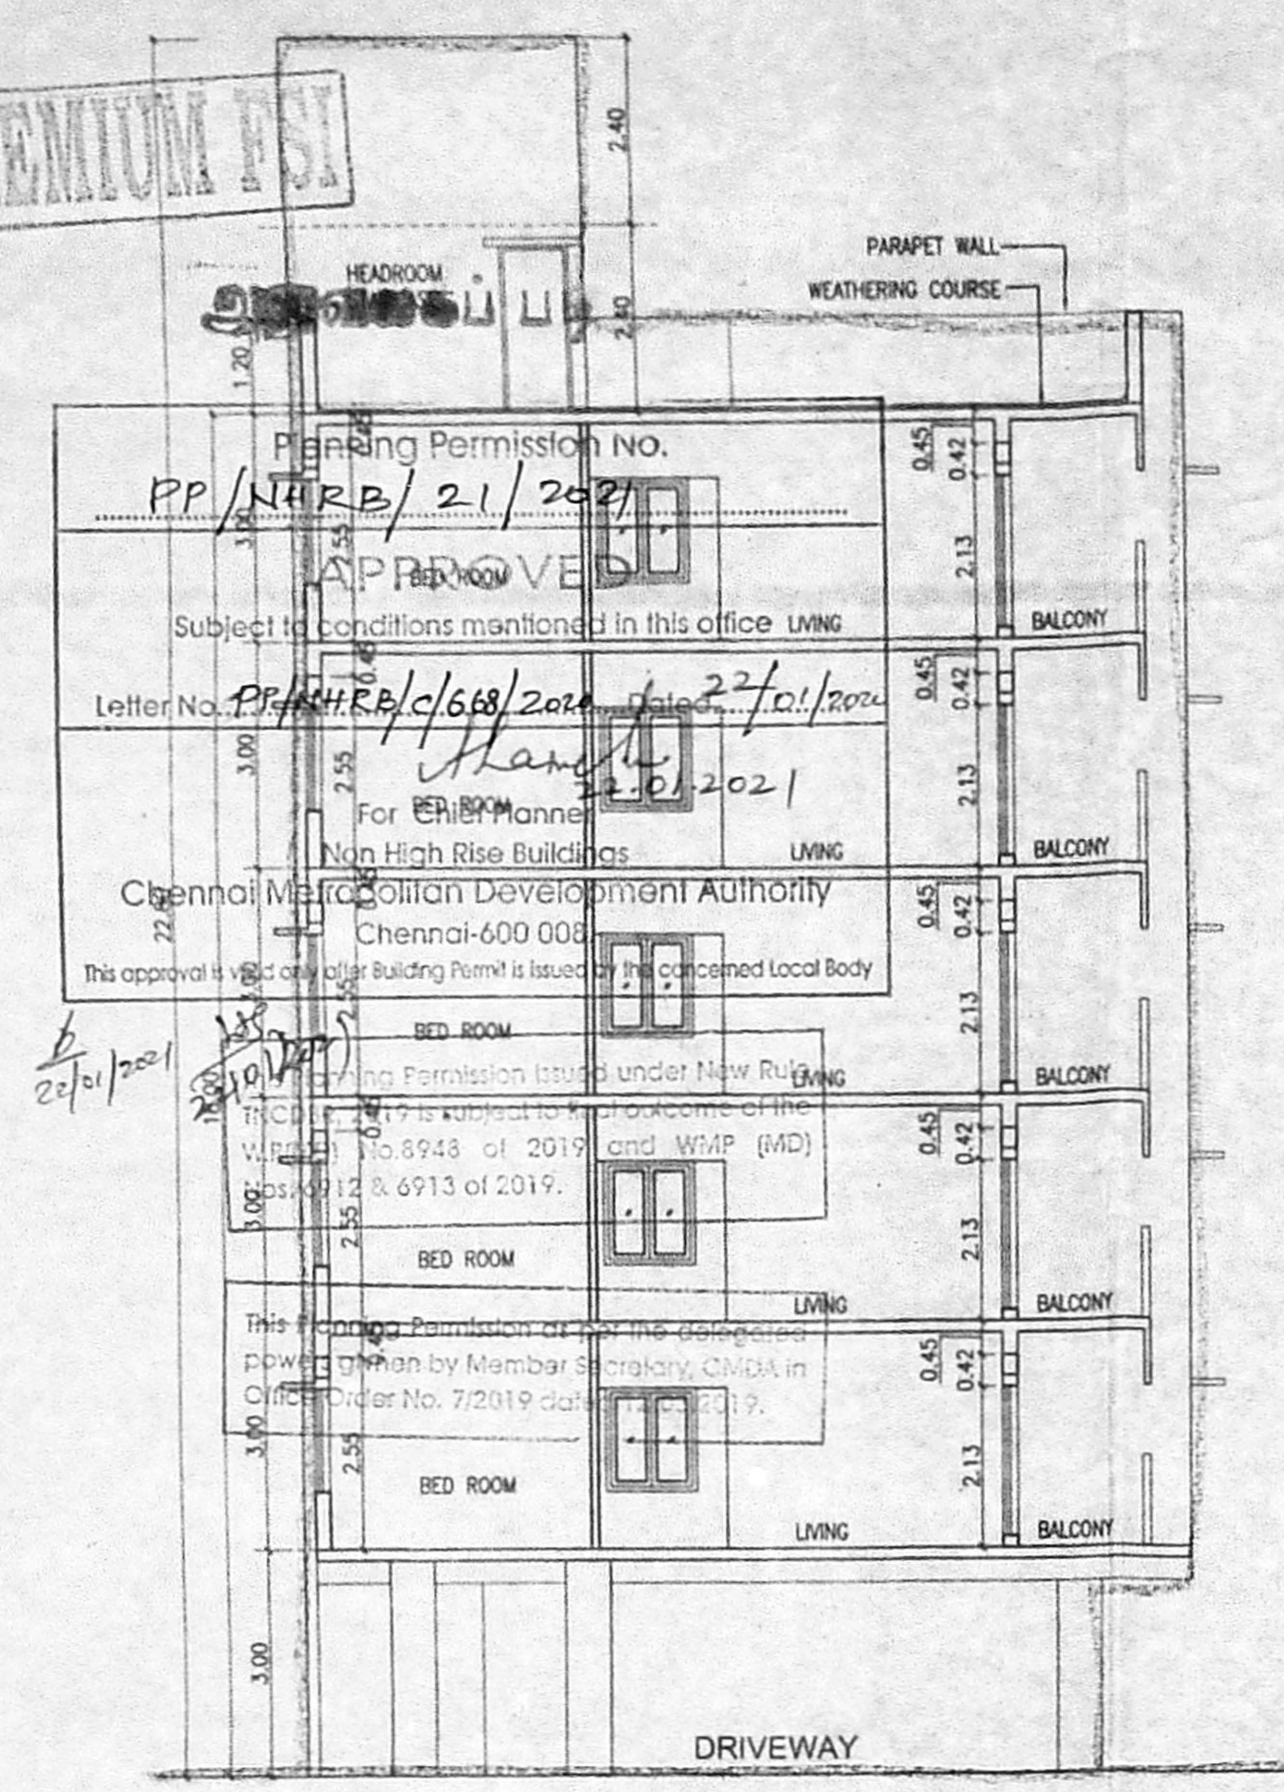 EMIUM FSI
2.40
PARAPET WALL
WEATHERING COURSE
HEADROOM
2.40
1.20
Planning Permission No.
PP/NHRB/21/2021
0.45
0.42
3.00
2.55
2.13
APPROVED
BED ROOM
Subject to conditions mentioned in this office
LIVING
BALCONY
0.45
0.45
0.42
Letter No. PP/NHRB/C/668/2020 Dated 22/01/202
3.00
2.55
2.13
22.01.2021
BED ROOM
For Chief Planner
Non High Rise Buildings
LIVING
BALCONY
Chennai Metropolitan Development Authority
0.45
0.42
Chennai-600 008
This approval is valid only after Building Permit is issued by the concerned Local Body
2.55
2.13
BED ROOM
22/01/2021
This Planning Permission issued under New Rule
LIVING
BALCONY
TNCDBR, 2019 is subject to final outcome of the
0.45
0.45
0.42
No.8948 of 2019 and WMP (MD)
Nos. 6912 & 6913 of 2019.
3.00
2.55
2.13
BED ROOM
LIVING
BALCONY
This Planning Permission as per the delegated
0.45
0.42
powers given by Member Secretary, CMDA in
Office Order No. 7/2019 dated 2019.
3.00
2.55
2.13
BED ROOM
LIVING
BALCONY
3.00
DRIVEWAY